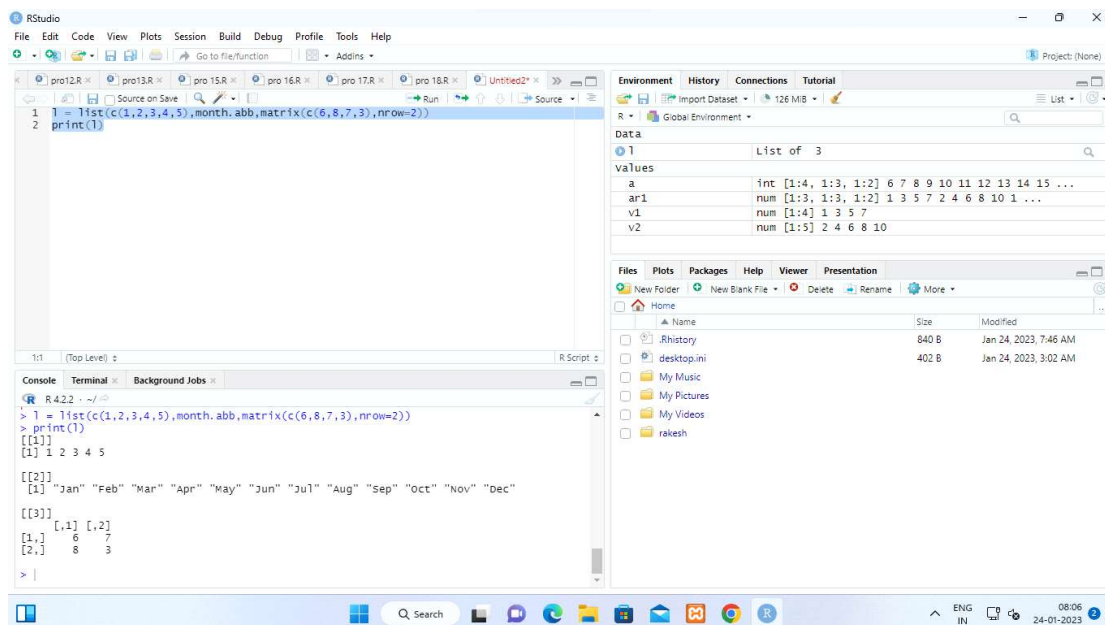 RStudio
File Edit Code View Plots Session Build Debug Profile Tools Help
Go to file/function Addins
Project: (None)
pro12.R pro13.R pro 15.R pro 16.R pro 17.R pro 18.R Untitled2*
Source on Save Run Source
1 l = list(c(1,2,3,4,5),month.abb,matrix(c(6,8,7,3),nrow=2))
2 print(l)
1:1 (Top Level) R Script
Console Terminal Background Jobs
R 4.2.2 · ~/
> l = list(c(1,2,3,4,5),month.abb,matrix(c(6,8,7,3),nrow=2))
> print(l)
[[1]]
[1] 1 2 3 4 5
[[2]]
[1] "Jan" "Feb" "Mar" "Apr" "May" "Jun" "Jul" "Aug" "Sep" "Oct" "Nov" "Dec"
[[3]]
[,1] [,2]
[1,] 6 7
[2,] 8 3
>
Environment History Connections Tutorial
Import Dataset 126 MiB List
R Global Environment
Data
l List of 3
values
a int [1:4, 1:3, 1:2] 6 7 8 9 10 11 12 13 14 15 ...
ar1 num [1:3, 1:3, 1:2] 1 3 5 7 2 4 6 8 10 1 ...
v1 num [1:4] 1 3 5 7
v2 num [1:5] 2 4 6 8 10
Files Plots Packages Help Viewer Presentation
New Folder New Blank File Delete Rename More
Home
Name Size Modified
.Rhistory 840 B Jan 24, 2023, 7:46 AM
desktop.ini 402 B Jan 24, 2023, 3:02 AM
My Music
My Pictures
My Videos
rakesh
Search
ENG
IN
08:06
24-01-2023
2